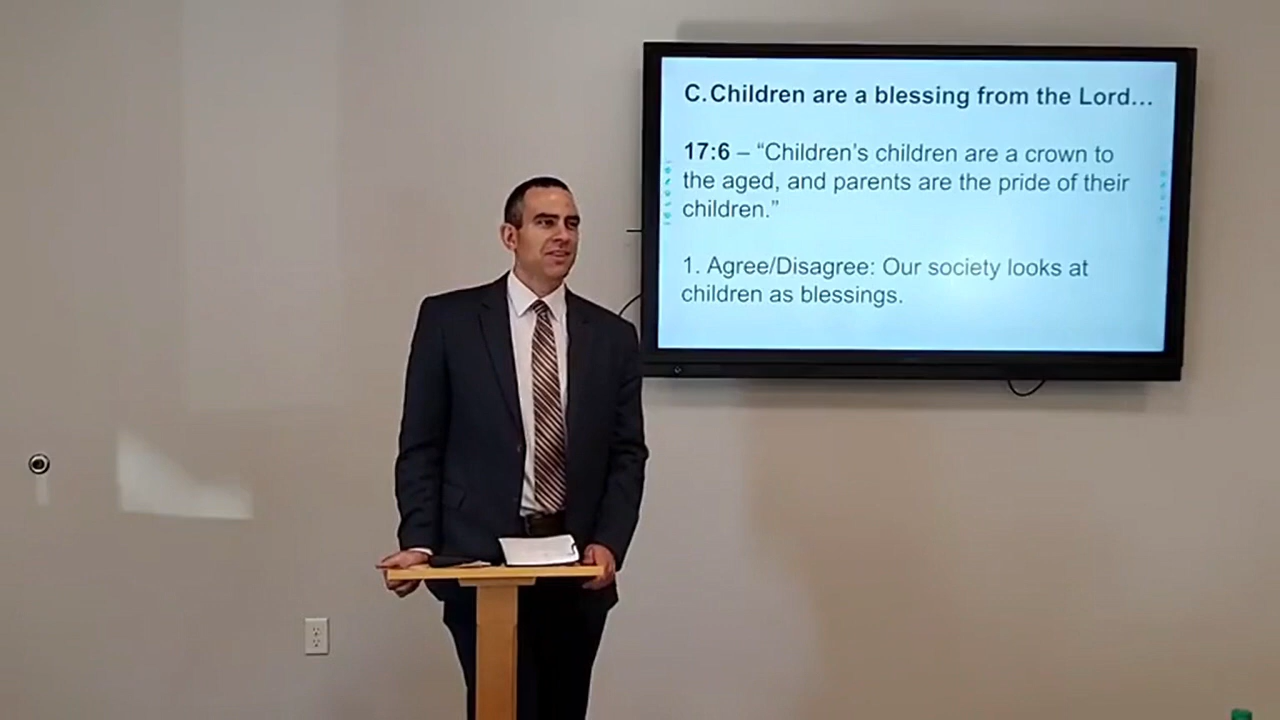 C.Children are a blessing from the Lord…
17:6 – “Children’s children are a crown to
the aged, and parents are the pride of their
children.”
1. Agree/Disagree: Our society looks at
children as blessings.